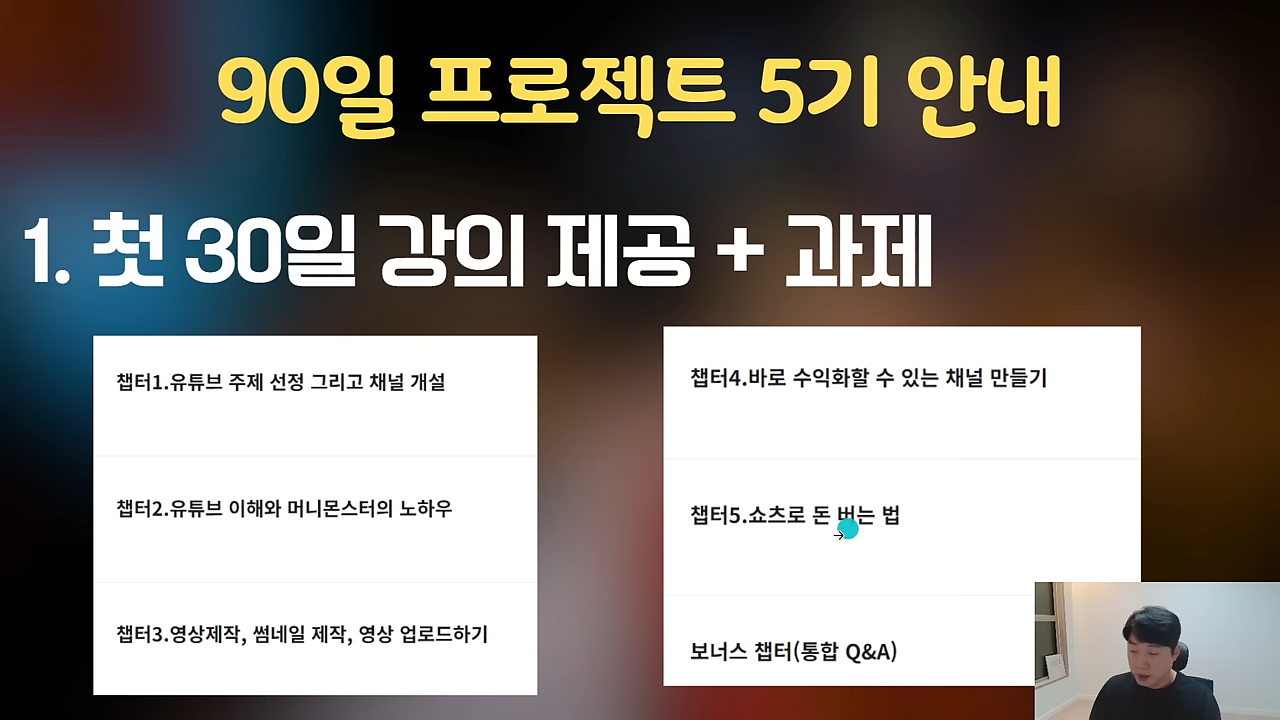 90일 프로젝트 5기 안내
1. 첫 30일 강의 제공 + 과제
챕터1.유튜브 주제 선정 그리고 채널 개설
챕터2.유튜브 이해와 머니몬스터의 노하우
챕터3.영상제작, 썸네일 제작, 영상 업로드하기
챕터4.바로 수익화할 수 있는 채널 만들기
챕터5.쇼츠로 돈 버는 법
보너스 챕터(통합 Q&A)